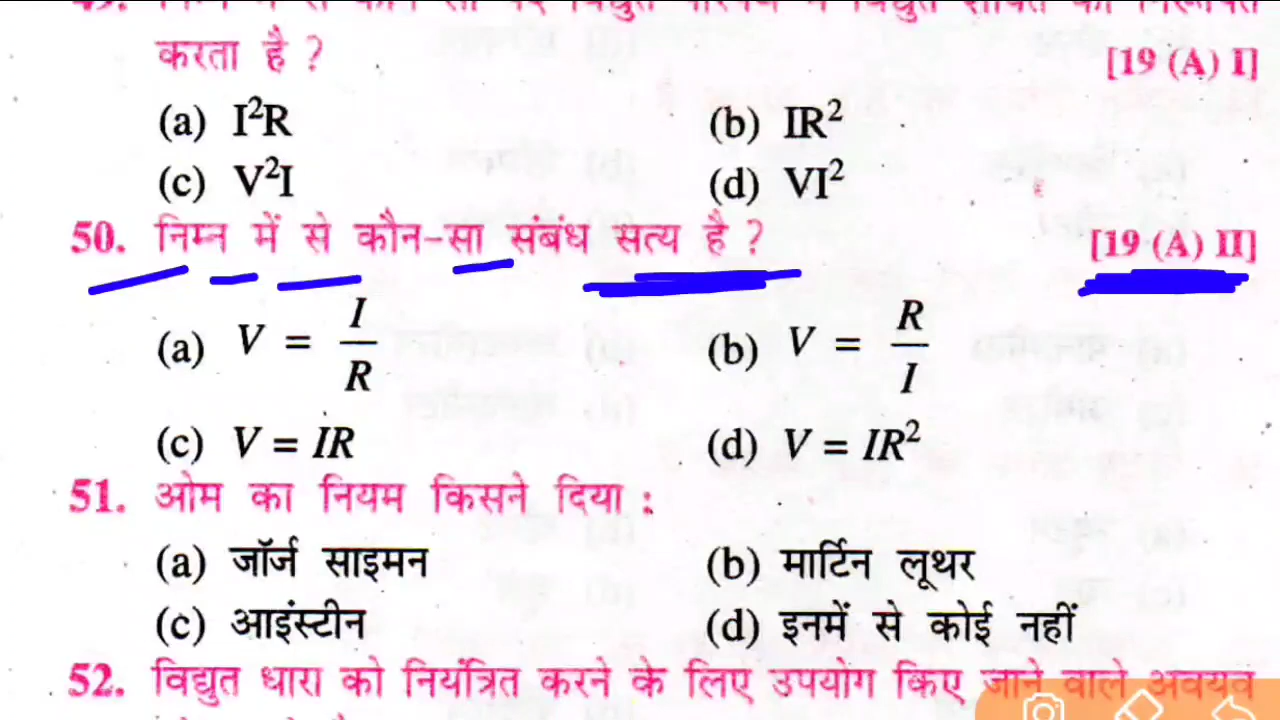 करता है ? [19 (A) I]
(a) I²R (b) IR²
(c) V²I (d) VI²
50. निम्न में से कौन-सा संबंध सत्य है ? [19 (A) II]
(a) V = I/R (b) V = R/I
(c) V = IR (d) V = IR²
51. ओम का नियम किसने दिया :
(a) जॉर्ज साइमन (b) मार्टिन लूथर
(c) आइंस्टीन (d) इनमें से कोई नहीं
52. विद्युत धारा को नियंत्रित करने के लिए उपयोग किए जाने वाले अवयव